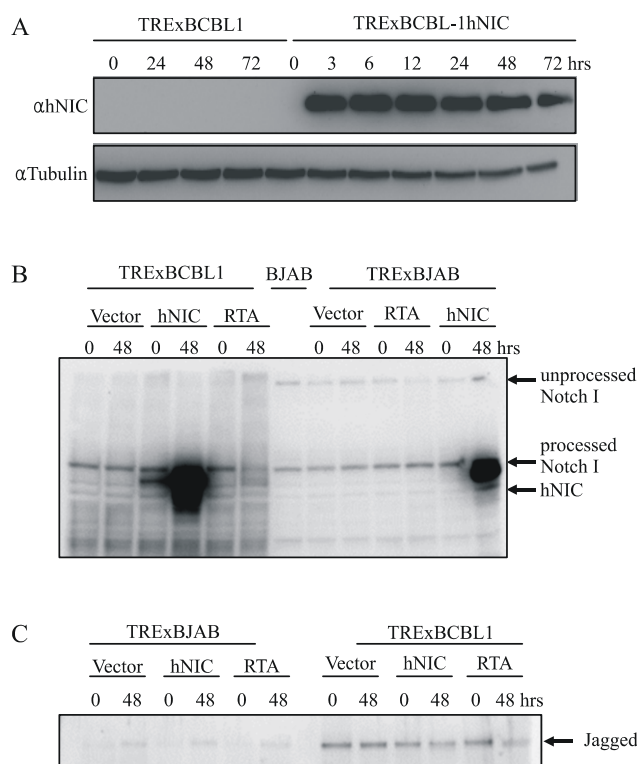 A
TRExBCBL1 TRExBCBL-1hNIC
0 24 48 72 0 3 6 12 24 48 72 hrs
αhNIC
αTubulin
B
TRExBCBL1 BJAB TRExBJAB
Vector hNIC RTA Vector RTA hNIC
0 48 0 48 0 48 0 48 0 48 0 48 hrs
unprocessed
Notch I
processed
Notch I
hNIC
C
TRExBJAB TRExBCBL1
Vector hNIC RTA Vector hNIC RTA
0 48 0 48 0 48 0 48 0 48 0 48 hrs
Jagged